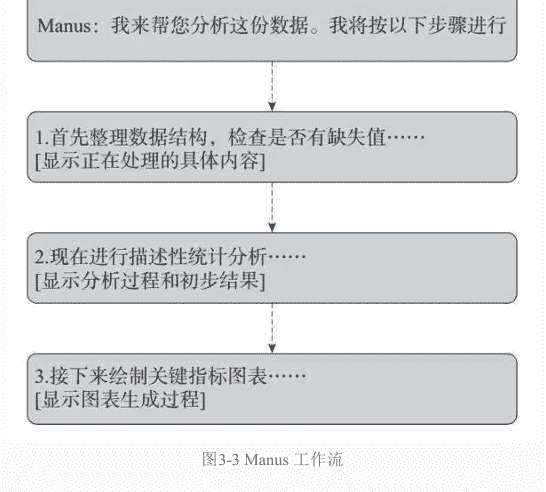 Manus：我来帮您分析这份数据。我将按以下步骤进行
1.首先整理数据结构，检查是否有缺失值……
[显示正在处理的具体内容]
2.现在进行描述性统计分析……
[显示分析过程和初步结果]
3.接下来绘制关键指标图表……
[显示图表生成过程]
图3-3 Manus 工作流